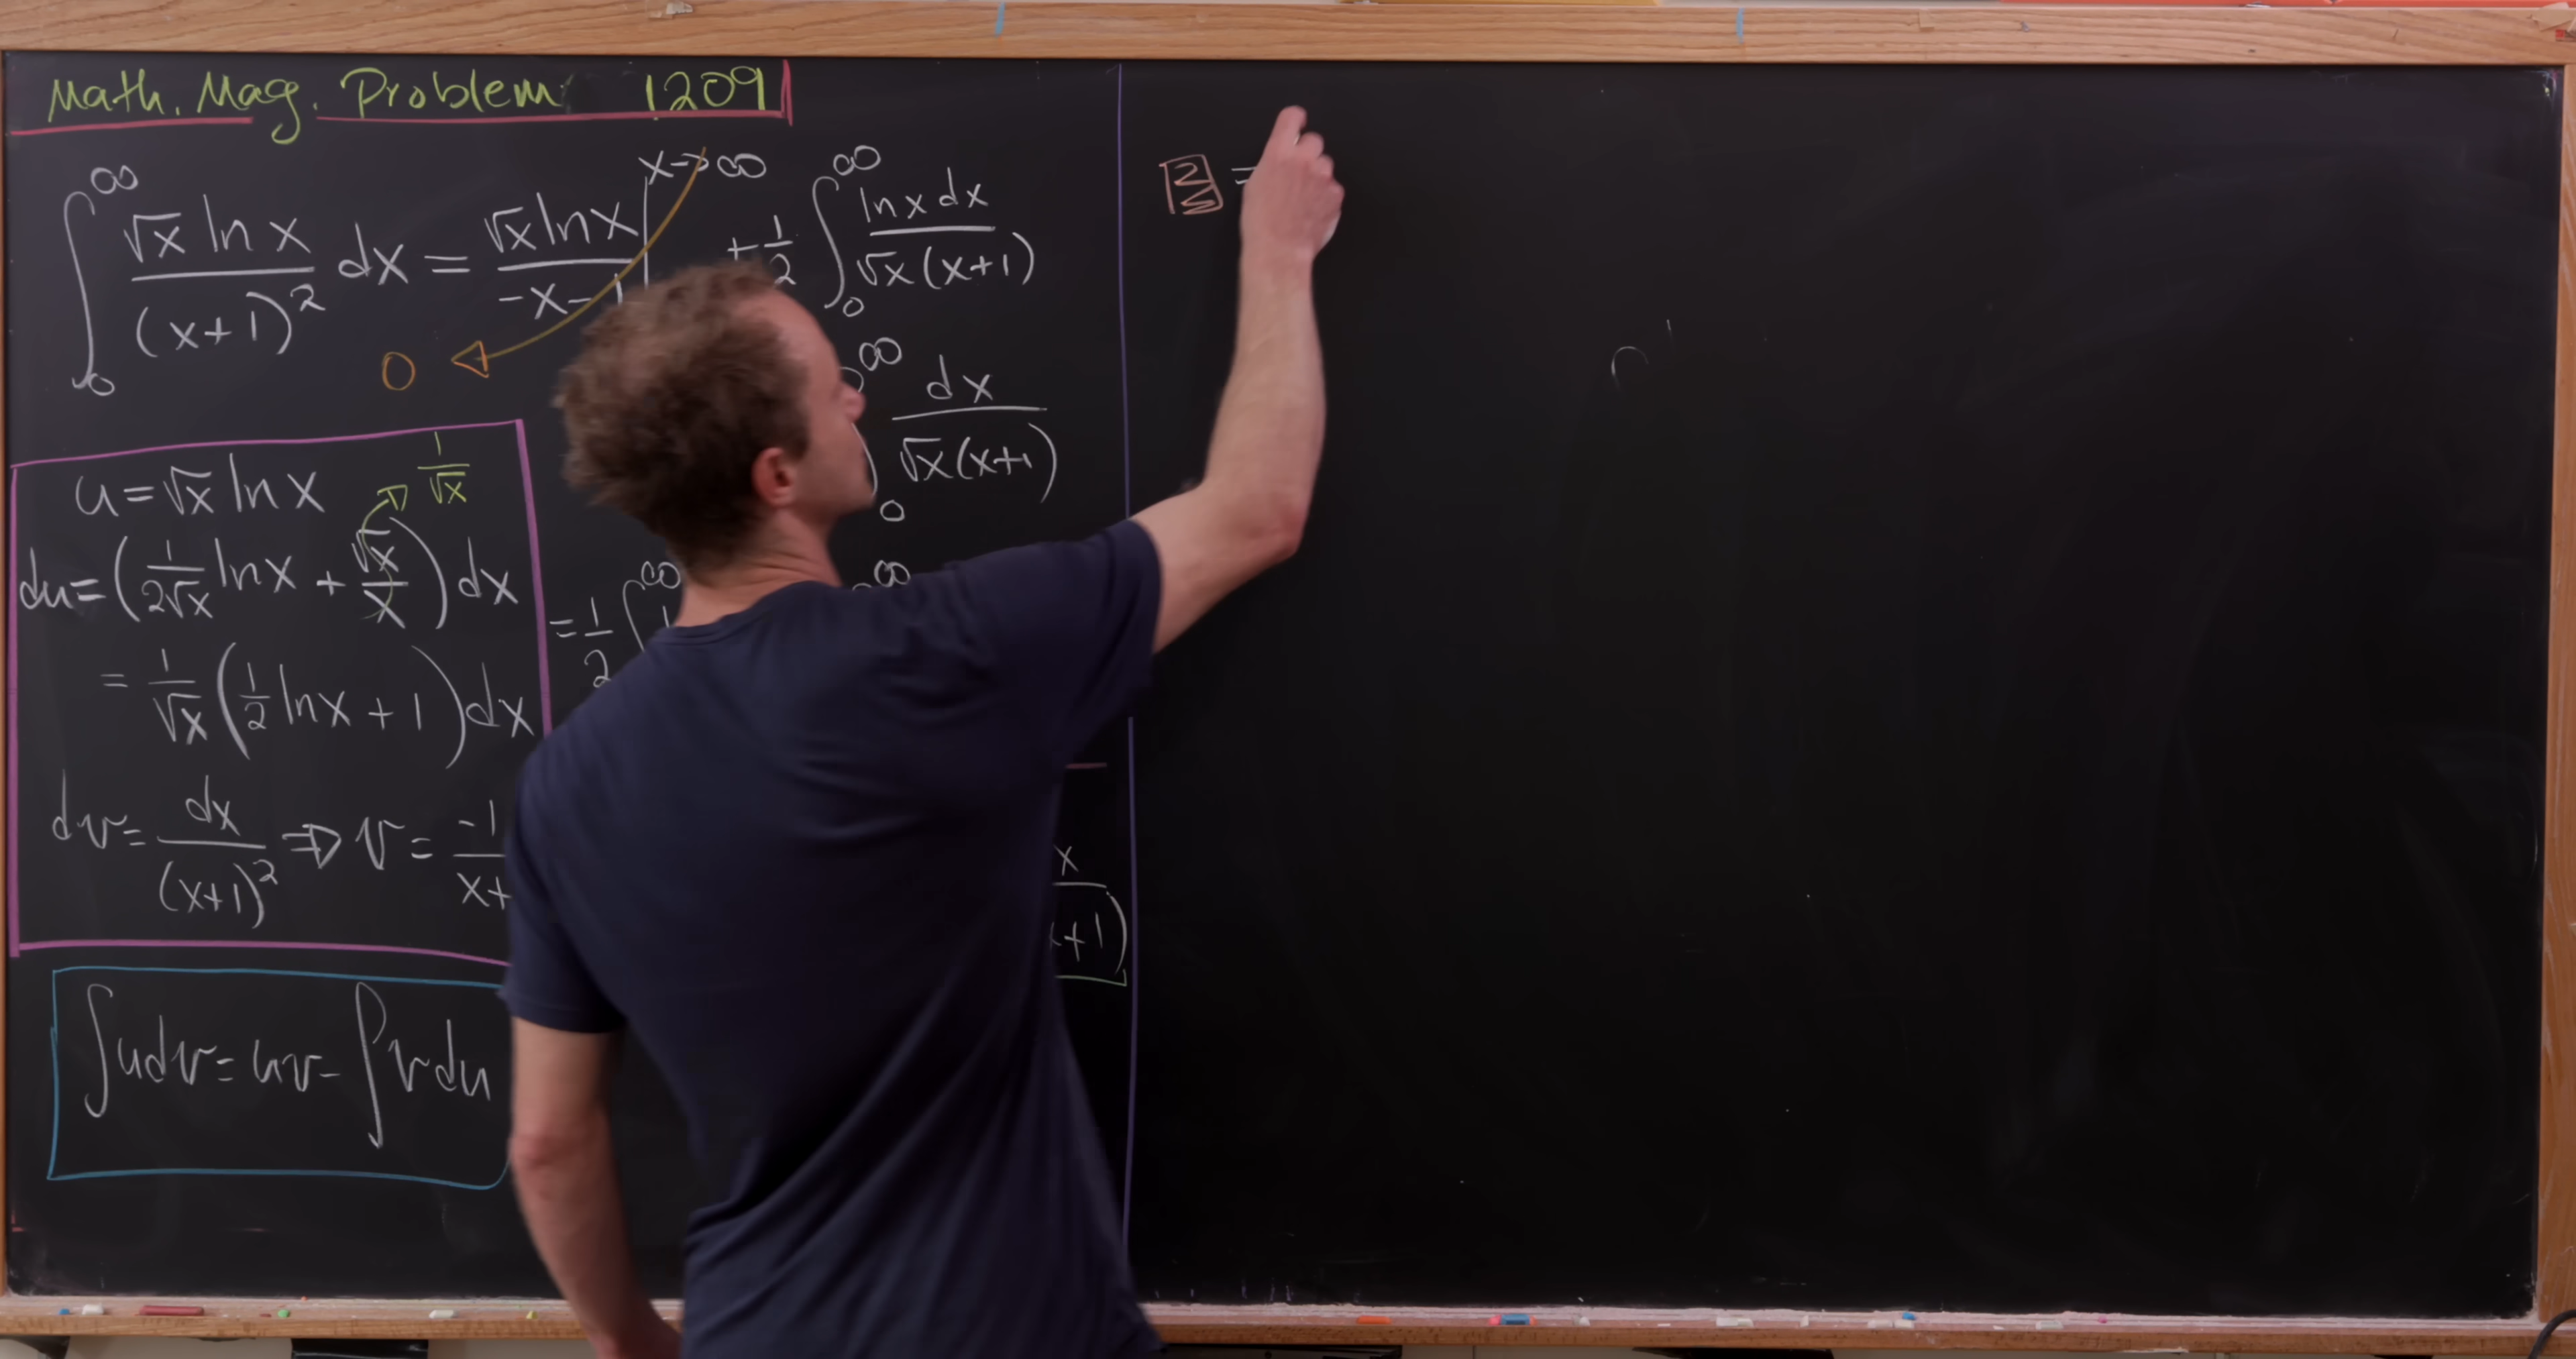 Math. Mag. Problem 1209
∫₀^∞ √x ln x / (x+1)² dx = √x ln x / -x-1 | x→∞ + 1/2 ∫₀^∞ ln x dx / √x (x+1)
0
∞ dx / √x (x+1) 0
u = √x ln x
1/√x
du = (1/2√x ln x + √x/x) dx
= 1/√x (1/2 ln x + 1) dx
dv = dx/(x+1)² ⇒ v = -1/x+
∫ u dv = uv - ∫ v du
= 1/2 ∫ ∞ ∞
x
+1)
=